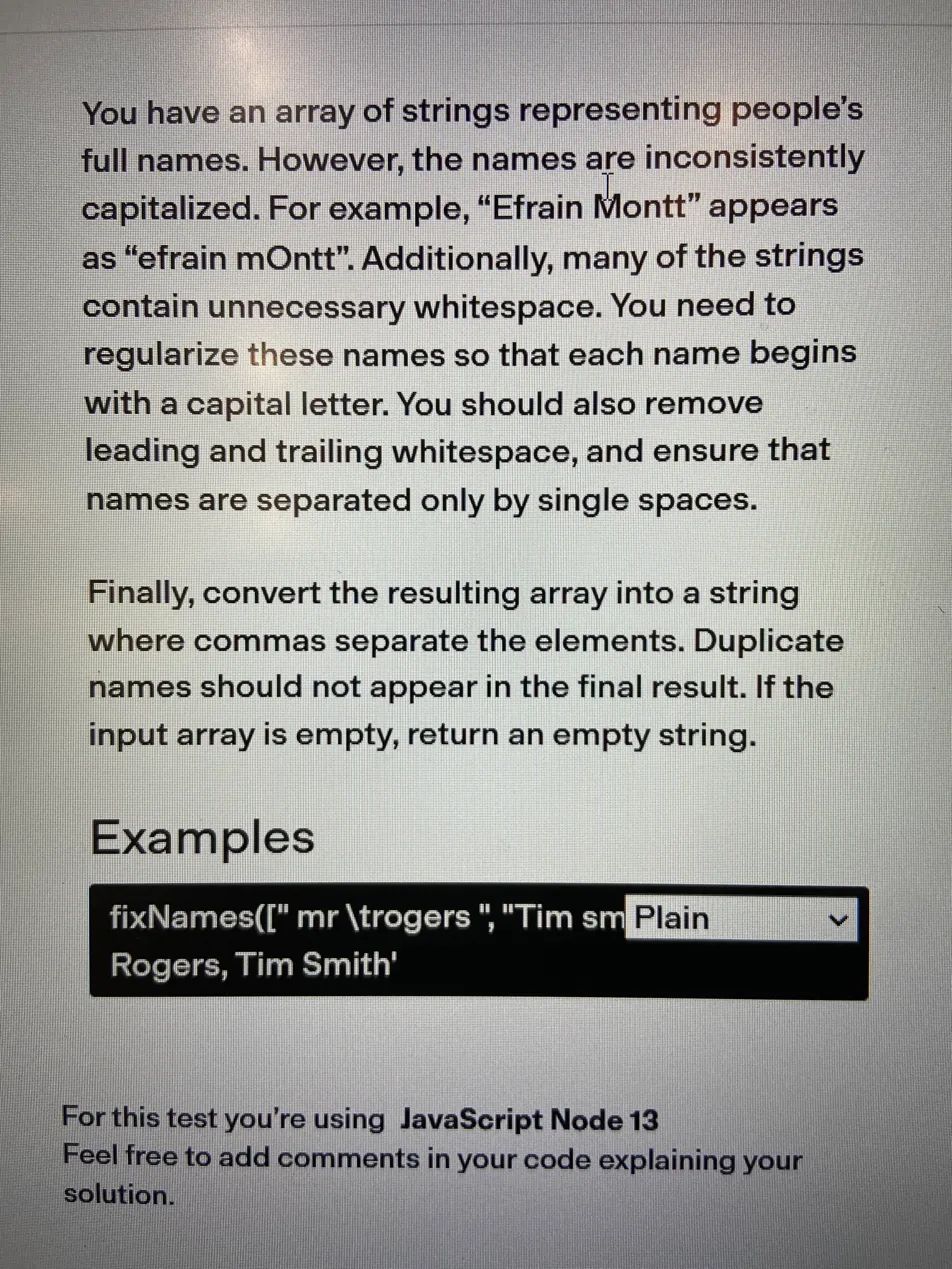 You have an array of strings representing people's
full names. However, the names are inconsistently
capitalized. For example, “Efrain Montt” appears
as “efrain mOntt”. Additionally, many of the strings
contain unnecessary whitespace. You need to
regularize these names so that each name begins
with a capital letter. You should also remove
leading and trailing whitespace, and ensure that
names are separated only by single spaces.
Finally, convert the resulting array into a string
where commas separate the elements. Duplicate
names should not appear in the final result. If the
input array is empty, return an empty string.
Examples
fixNames([" mr \trogers ", "Tim sm Plain
Rogers, Tim Smith'
For this test you're using JavaScript Node 13
Feel free to add comments in your code explaining your
solution.